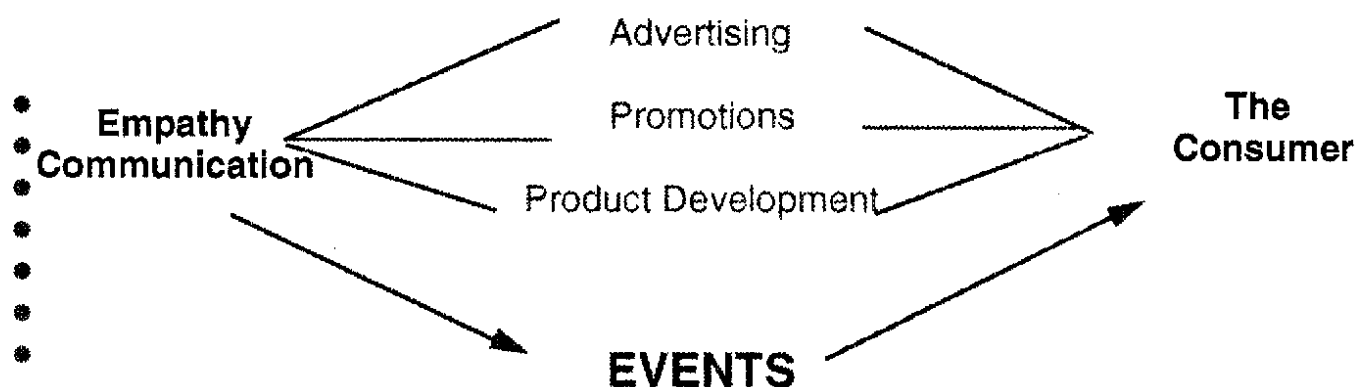 Advertising
Empathy
Communication
Promotions
Product Development
The
Consumer
EVENTS